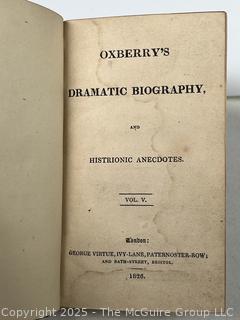 OXBERRY'S
DRAMATIC BIOGRAPHY,
AND
HISTRIONIC ANECDOTES.
VOL. V.
London:
GEORGE VIRTUE, IVY-LANE, PATERNOSTER-ROW;
AND BATH-STREET, BRISTOL.
1826.
Copyright 2025 - The McGuire Group LLC